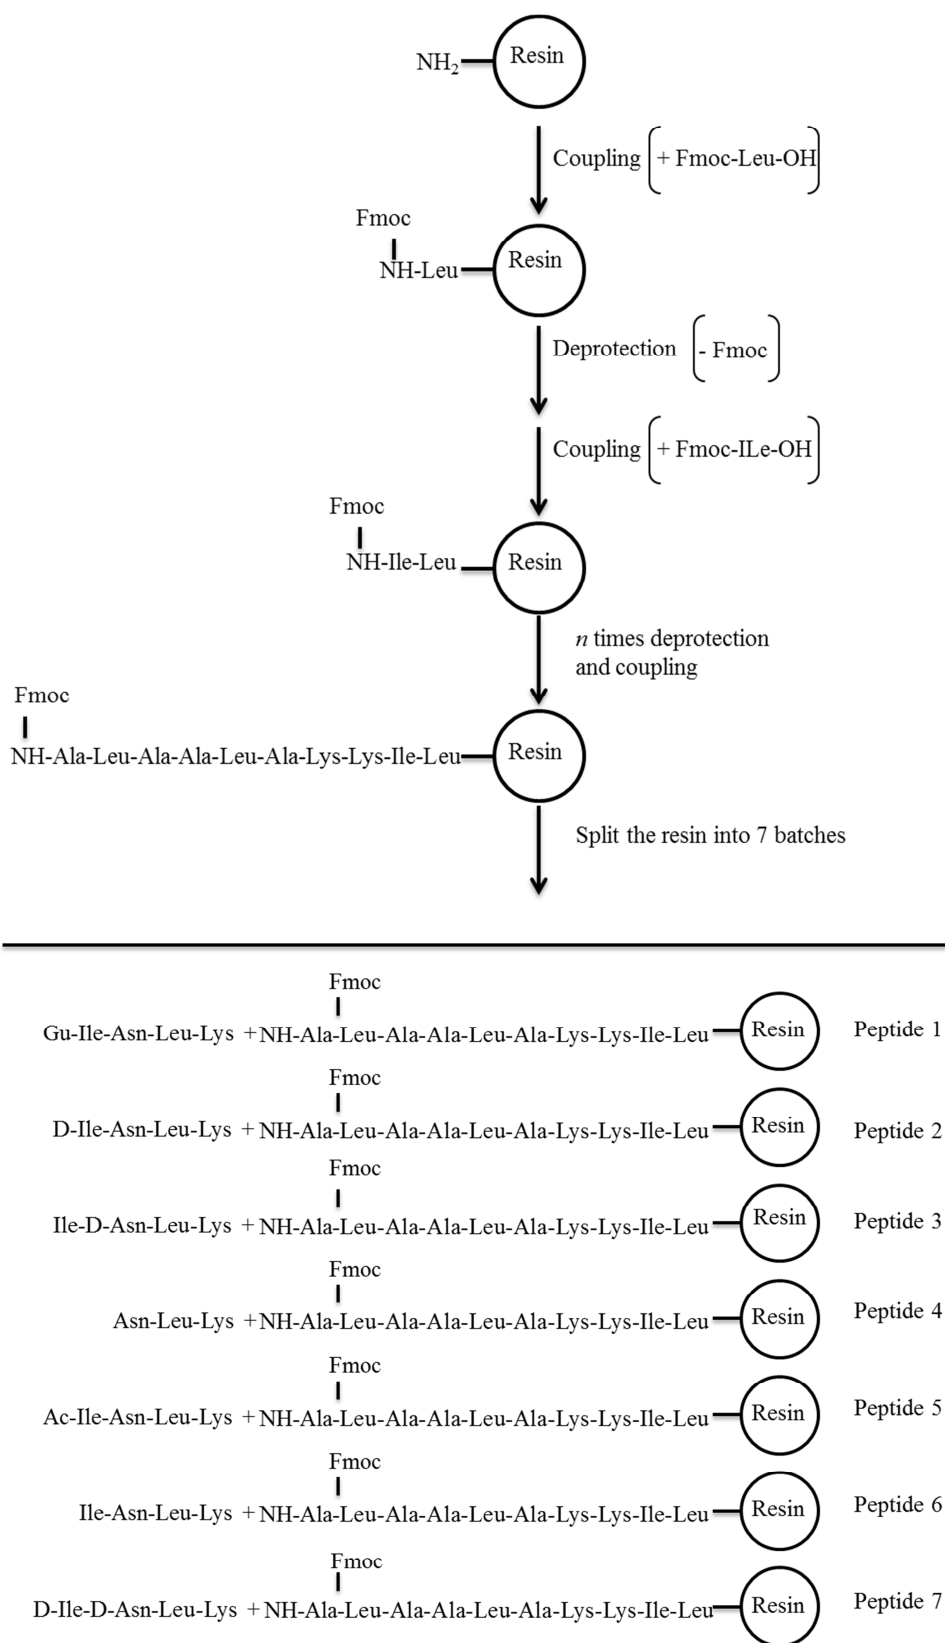 NH2 Resin
Coupling [+ Fmoc-Leu-OH]
Fmoc
NH-Leu Resin
Deprotection [- Fmoc]
Coupling [+ Fmoc-ILe-OH]
Fmoc
NH-Ile-Leu Resin
n times deprotection
and coupling
Fmoc
NH-Ala-Leu-Ala-Ala-Leu-Ala-Lys-Lys-Ile-Leu Resin
Split the resin into 7 batches
Fmoc
Gu-Ile-Asn-Leu-Lys +NH-Ala-Leu-Ala-Ala-Leu-Ala-Lys-Lys-Ile-Leu Resin Peptide 1
Fmoc
D-Ile-Asn-Leu-Lys +NH-Ala-Leu-Ala-Ala-Leu-Ala-Lys-Lys-Ile-Leu Resin Peptide 2
Fmoc
Ile-D-Asn-Leu-Lys +NH-Ala-Leu-Ala-Ala-Leu-Ala-Lys-Lys-Ile-Leu Resin Peptide 3
Fmoc
Asn-Leu-Lys +NH-Ala-Leu-Ala-Ala-Leu-Ala-Lys-Lys-Ile-Leu Resin Peptide 4
Fmoc
Ac-Ile-Asn-Leu-Lys +NH-Ala-Leu-Ala-Ala-Leu-Ala-Lys-Lys-Ile-Leu Resin Peptide 5
Fmoc
Ile-Asn-Leu-Lys +NH-Ala-Leu-Ala-Ala-Leu-Ala-Lys-Lys-Ile-Leu Resin Peptide 6
Fmoc
D-Ile-D-Asn-Leu-Lys +NH-Ala-Leu-Ala-Ala-Leu-Ala-Lys-Lys-Ile-Leu Resin Peptide 7